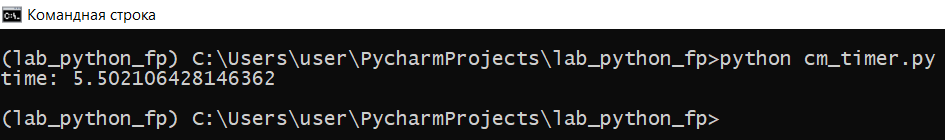 Командная строка
(lab_python_fp) C:\Users\user\PycharmProjects\lab_python_fp>python cm_timer.py
time: 5.502106428146362
(lab_python_fp) C:\Users\user\PycharmProjects\lab_python_fp>